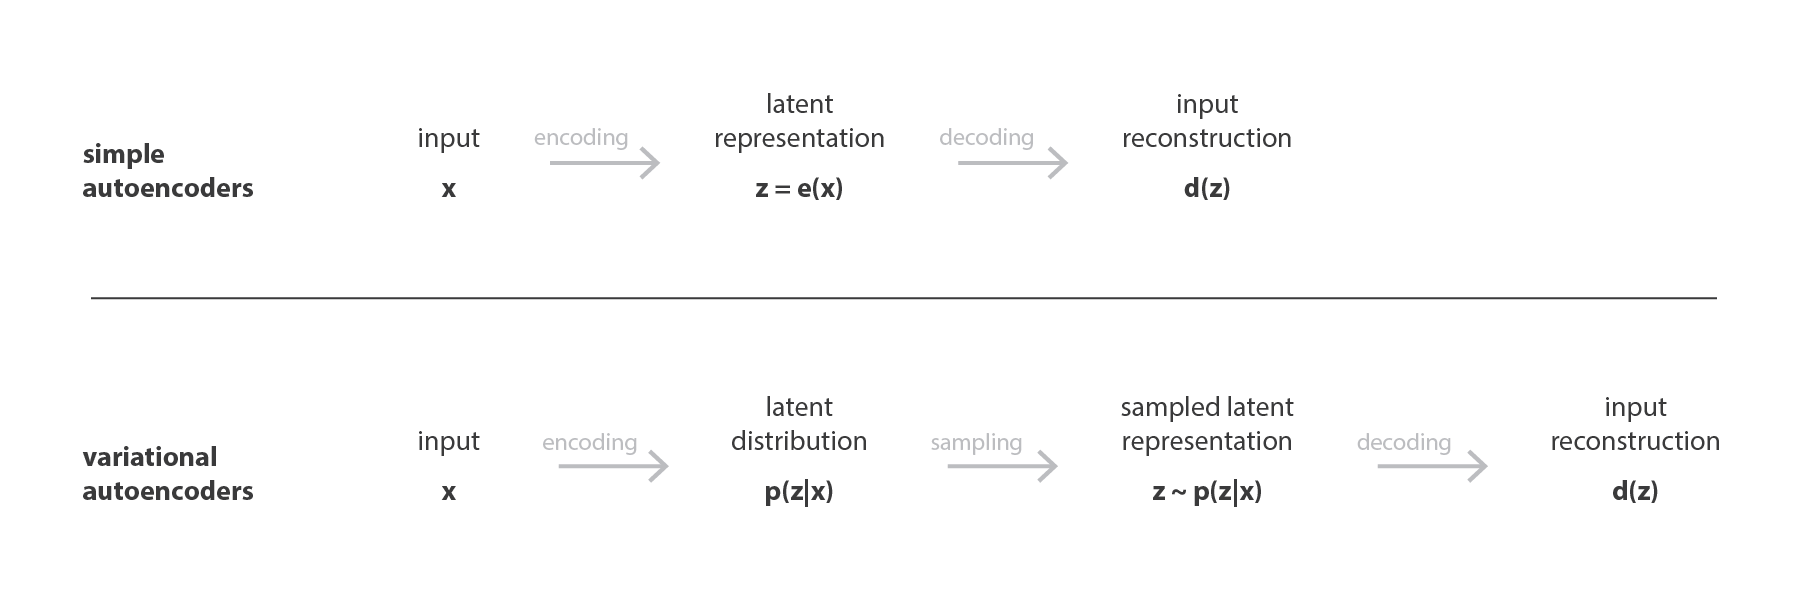 simple
autoencoders
input
x
encoding
latent
representation
z = e(x)
decoding
input
reconstruction
d(z)
variational
autoencoders
input
x
encoding
latent
distribution
p(z|x)
sampling
sampled latent
representation
z ~ p(z|x)
decoding
input
reconstruction
d(z)